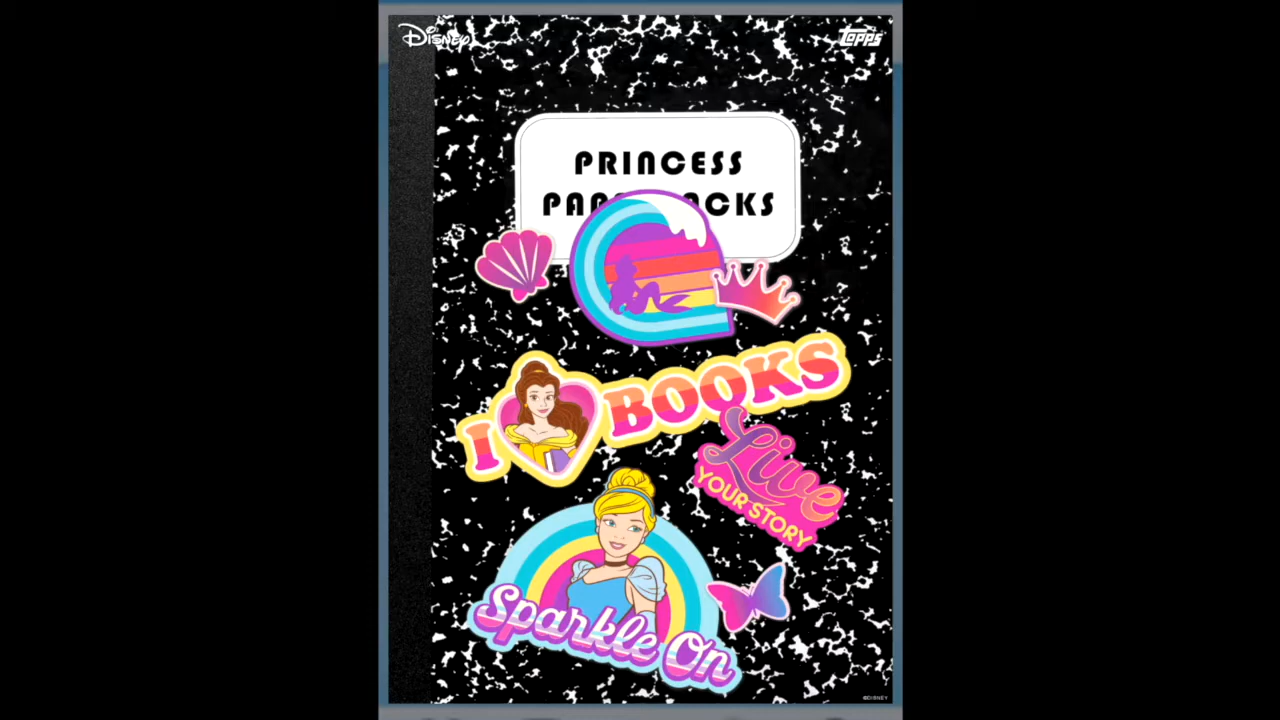 Disney
Topps
PRINCESS
I BOOKS
Live
YOUR STORY
Sparkle On
©DISNEY